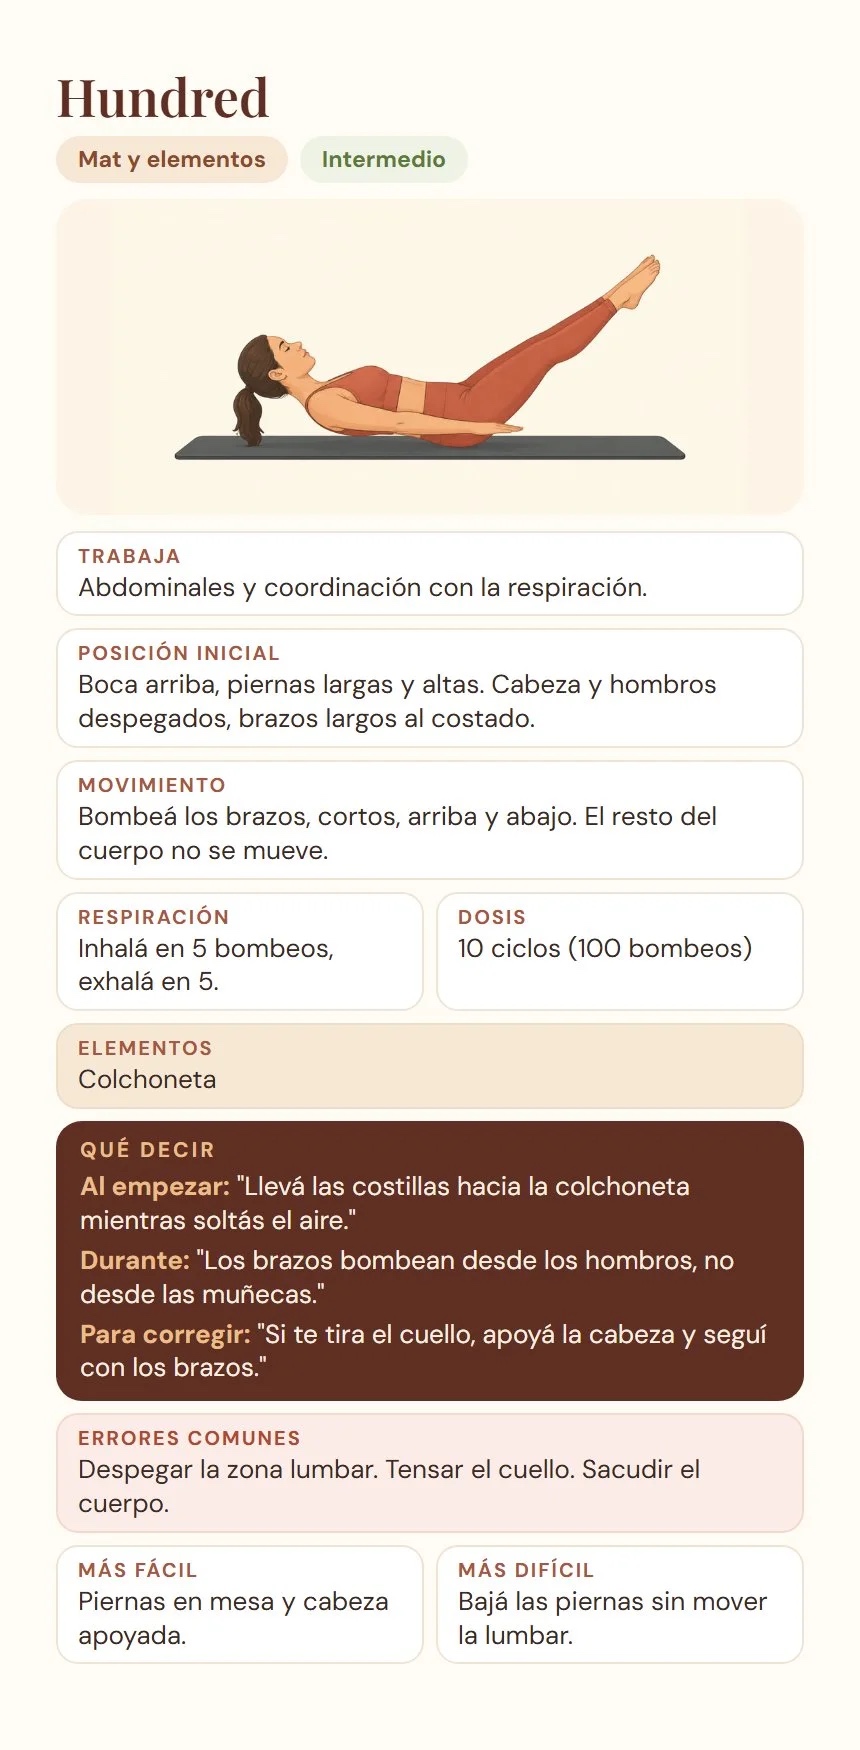 Hundred
Mat y elementos
Intermedio
TRABAJA
Abdominales y coordinación con la respiración.
POSICIÓN INICIAL
Boca arriba, piernas largas y altas. Cabeza y hombros
despegados, brazos largos al costado.
MOVIMIENTO
Bombeá los brazos, cortos, arriba y abajo. El resto del
cuerpo no se mueve.
RESPIRACIÓN
Inhalá en 5 bombeos,
exhalá en 5.
DOSIS
10 ciclos (100 bombeos)
ELEMENTOS
Colchoneta
QUÉ DECIR
Al empezar: "Llevá las costillas hacia la colchoneta
mientras soltás el aire."
Durante: "Los brazos bombean desde los hombros, no
desde las muñecas."
Para corregir: "Si te tira el cuello, apoyá la cabeza y seguí
con los brazos."
ERRORES COMUNES
Despegar la zona lumbar. Tensar el cuello. Sacudir el
cuerpo.
MÁS FÁCIL
Piernas en mesa y cabeza
apoyada.
MÁS DIFÍCIL
Bajá las piernas sin mover
la lumbar.